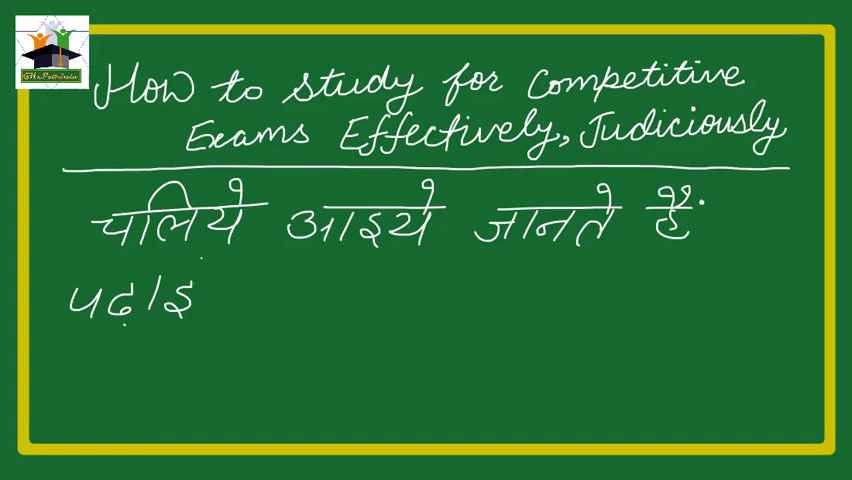 How to study for Competitive
Exams Effectively, Judiciously
चलिये आइये जानते हैं
पढ़ाइ